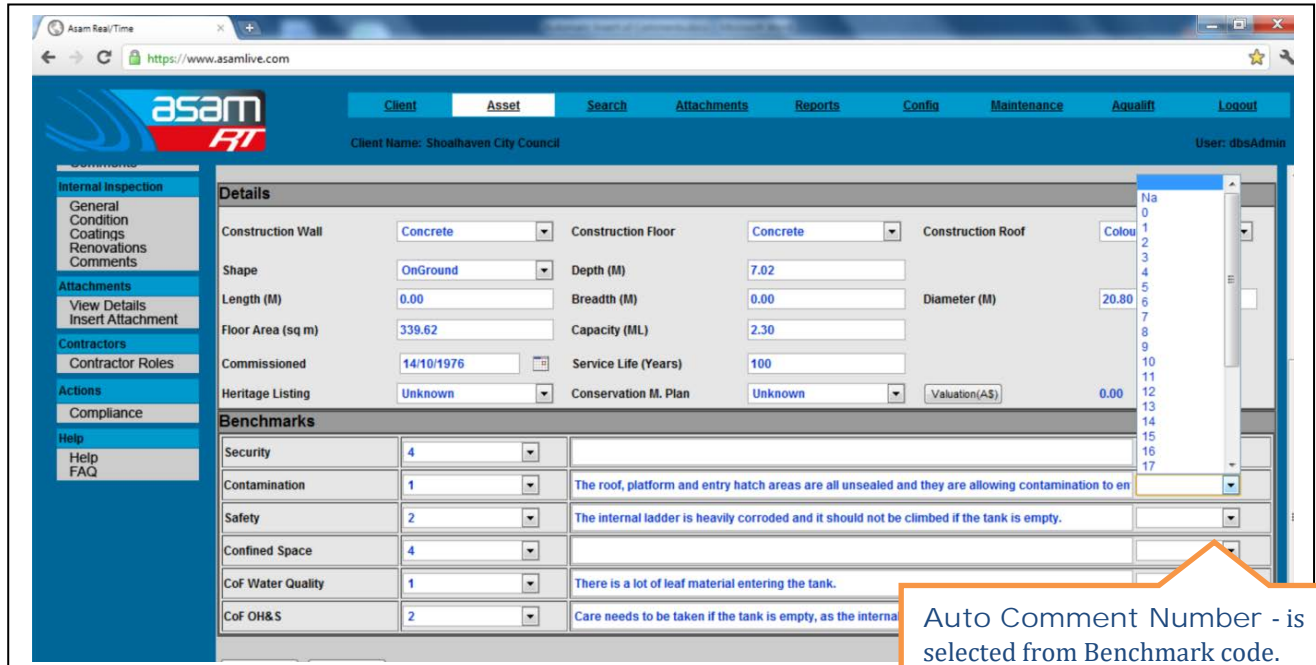 Asam Real/Time
https://www.asamlive.com
asam RT
Client Asset Search Attachments Reports Config Maintenance Aqualift Logout
Client Name: Shoalhaven City Council User: dbsAdmin
Comments
Internal Inspection
General
Condition
Coatings
Renovations
Comments
Attachments
View Details
Insert Attachment
Contractors
Contractor Roles
Actions
Compliance
Help
Help
FAQ
Details
Construction Wall Concrete Construction Floor Concrete Construction Roof Colou
Shape OnGround Depth (M) 7.02
Length (M) 0.00 Breadth (M) 0.00 Diameter (M) 20.80
Floor Area (sq m) 339.62 Capacity (ML) 2.30
Commissioned 14/10/1976 Service Life (Years) 100
Heritage Listing Unknown Conservation M. Plan Unknown Valuation(A$) 0.00
Na
0
1
2
3
4
5
6
7
8
9
10
11
12
13
14
15
16
17
Benchmarks
Security 4
Contamination 1 The roof, platform and entry hatch areas are all unsealed and they are allowing contamination to en
Safety 2 The internal ladder is heavily corroded and it should not be climbed if the tank is empty.
Confined Space 4
CoF Water Quality 1 There is a lot of leaf material entering the tank.
CoF OH&S 2 Care needs to be taken if the tank is empty, as the interna
Auto Comment Number - is
selected from Benchmark code.